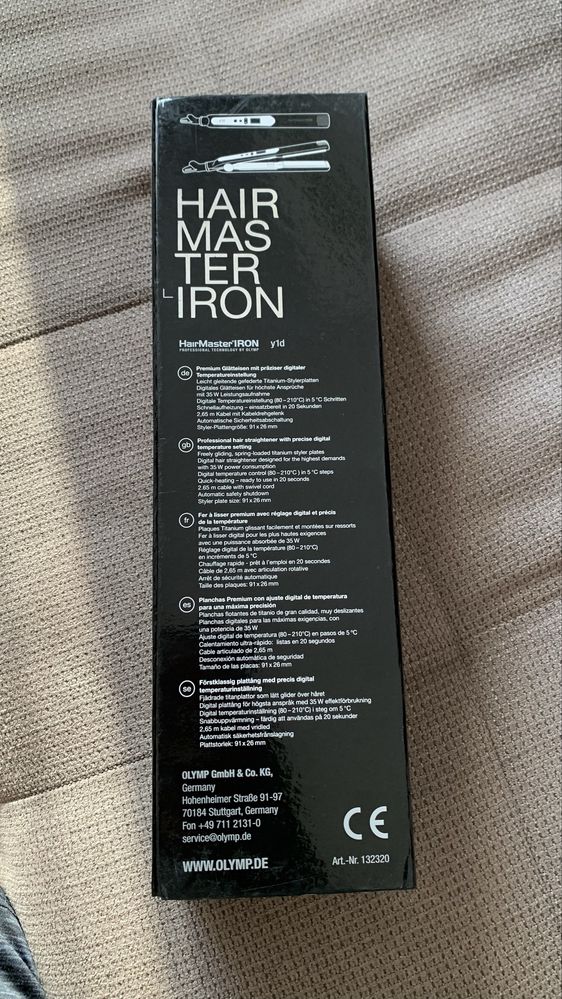 HAIR
MAS
TER
IRON
HairMaster'IRON y1d
PROFESSIONAL TECHNOLOGY BY OLYMP
de
Premium Glätteisen mit präziser digitaler
Temperatureinstellung
Leicht gleitende gefederte Titanium-Stylerplatten
Digitales Glätteisen für höchste Ansprüche
mit 35 W Leistungsaufnahme
Digitale Temperatureinstellung (80–210°C) in 5 °C Schritten
Schnellaufheizung – einsatzbereit in 20 Sekunden
2,65 m Kabel mit Kabeldrehgelenk
Automatische Sicherheitsabschaltung
Styler-Plattengröße: 91 x 26 mm
gb
Professional hair straightener with precise digital
temperature setting
Freely gliding, spring-loaded titanium styler plates
Digital hair straightener designed for the highest demands
with 35 W power consumption
Digital temperature control (80–210°C) in 5 °C steps
Quick-heating – ready to use in 20 seconds
2.65 m cable with swivel cord
Automatic safety shutdown
Styler plate size: 91 x 26 mm
fr
Fer à lisser premium avec réglage digital et précis
de la température
Plaques Titanium glissant facilement et montées sur ressorts
Fer à lisser digital pour les plus hautes exigences
avec une puissance absorbée de 35 W
Réglage digital de la température (80–210°C)
en incréments de 5 °C
Chauffage rapide - prêt à l'emploi en 20 secondes
Câble de 2,65 m avec articulation rotative
Arrêt de sécurité automatique
Taille des plaques: 91 x 26 mm
es
Planchas Premium con ajuste digital de temperatura
para una máxima precisión
Planchas flotantes de titanio de gran calidad, muy deslizantes
Planchas digitales para las máximas exigencias, con
una potencia de 35 W
Ajuste digital de temperatura (80–210°C) en pasos de 5 °C
Calentamiento ultra-rápido: listas en 20 segundos
Cable articulado de 2,65 m
Desconexión automática de seguridad
Tamaño de las placas: 91 x 26 mm
se
Förstklassig plattång med precis digital
temperaturinställning
Fjädrade titanplattor som lätt glider över håret
Digital plattång för högsta anspråk med 35 W effektförbrukning
Digital temperaturinställning (80–210°C) i steg om 5 °C
Snabbuppvärmning – färdig att användas på 20 sekunder
2,65 m kabel med vridled
Automatisk säkerhetsfrånslagning
Plattstorlek: 91 x 26 mm
OLYMP GmbH & Co. KG,
Germany
Hohenheimer Straße 91-97
70184 Stuttgart, Germany
Fon +49 711 2131-0
service@olymp.de
CE
WWW.OLYMP.DE
Art.-Nr. 132320